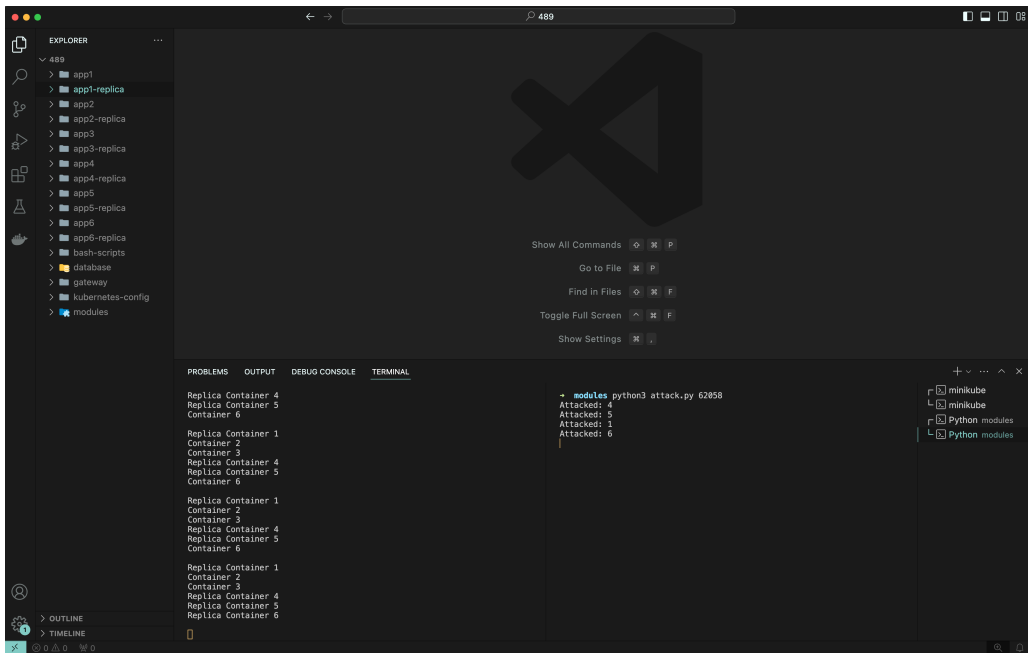 489
EXPLORER
489
app1
app1-replica
app2
app2-replica
app3
app3-replica
app4
app4-replica
app5
app5-replica
app6
app6-replica
bash-scripts
database
gateway
kubernetes-config
modules
OUTLINE
TIMELINE
Show All Commands ⇧ ⌘ P
Go to File ⌘ P
Find in Files ⇧ ⌘ F
Toggle Full Screen ^ ⌘ F
Show Settings ⌘ ,
PROBLEMS OUTPUT DEBUG CONSOLE TERMINAL
Replica Container 4
Replica Container 5
Container 6
Replica Container 1
Container 2
Container 3
Replica Container 4
Replica Container 5
Container 6
Replica Container 1
Container 2
Container 3
Replica Container 4
Replica Container 5
Container 6
Replica Container 1
Container 2
Container 3
Replica Container 4
Replica Container 5
Replica Container 6
→ modules python3 attack.py 62058
Attacked: 4
Attacked: 5
Attacked: 1
Attacked: 6
minikube
minikube
Python modules
Python modules
1
0 0 0